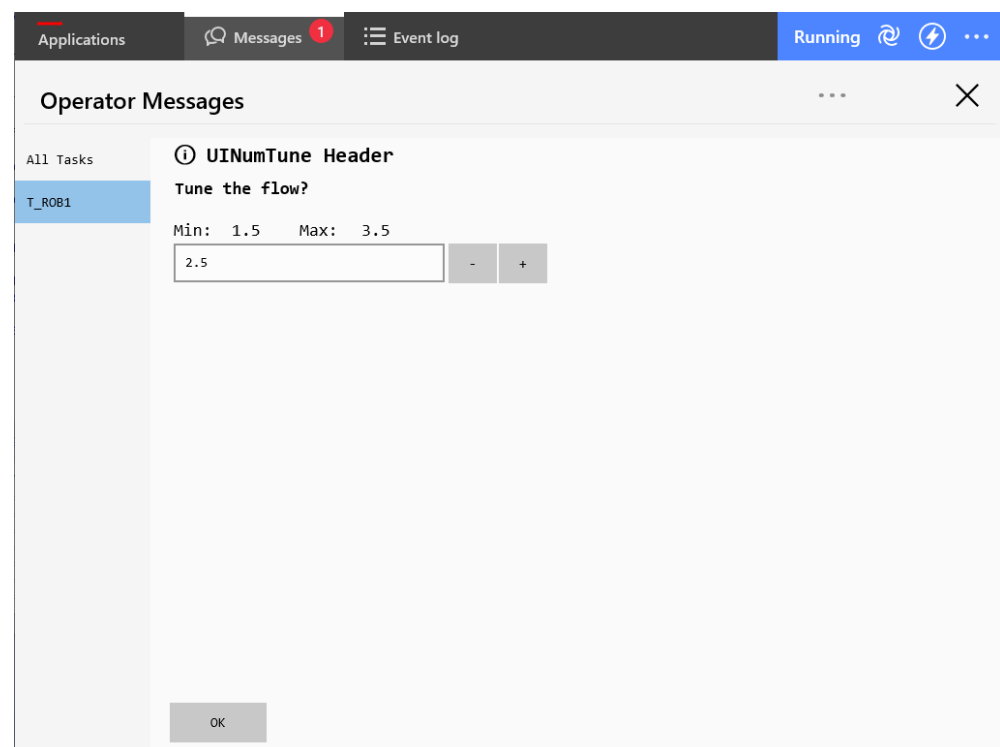 Applications Messages 1 Event log Running ...
Operator Messages ...
All Tasks
T_ROB1
UINumTune Header
Tune the flow?
Min: 1.5 Max: 3.5
2.5 - +
OK